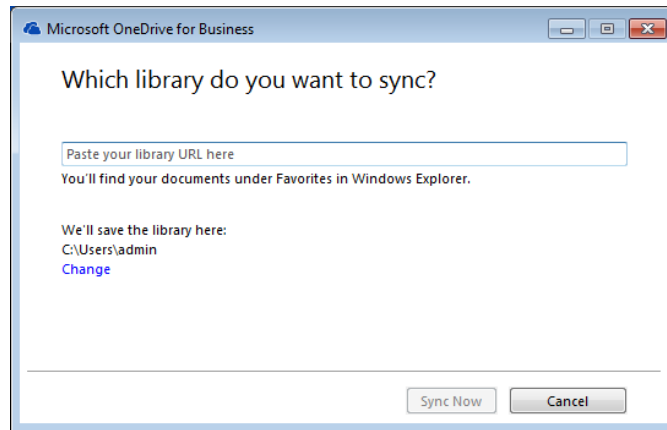 Microsoft OneDrive for Business
Which library do you want to sync?
Paste your library URL here
You'll find your documents under Favorites in Windows Explorer.
We'll save the library here:
C:\Users\admin
Change
Sync Now
Cancel